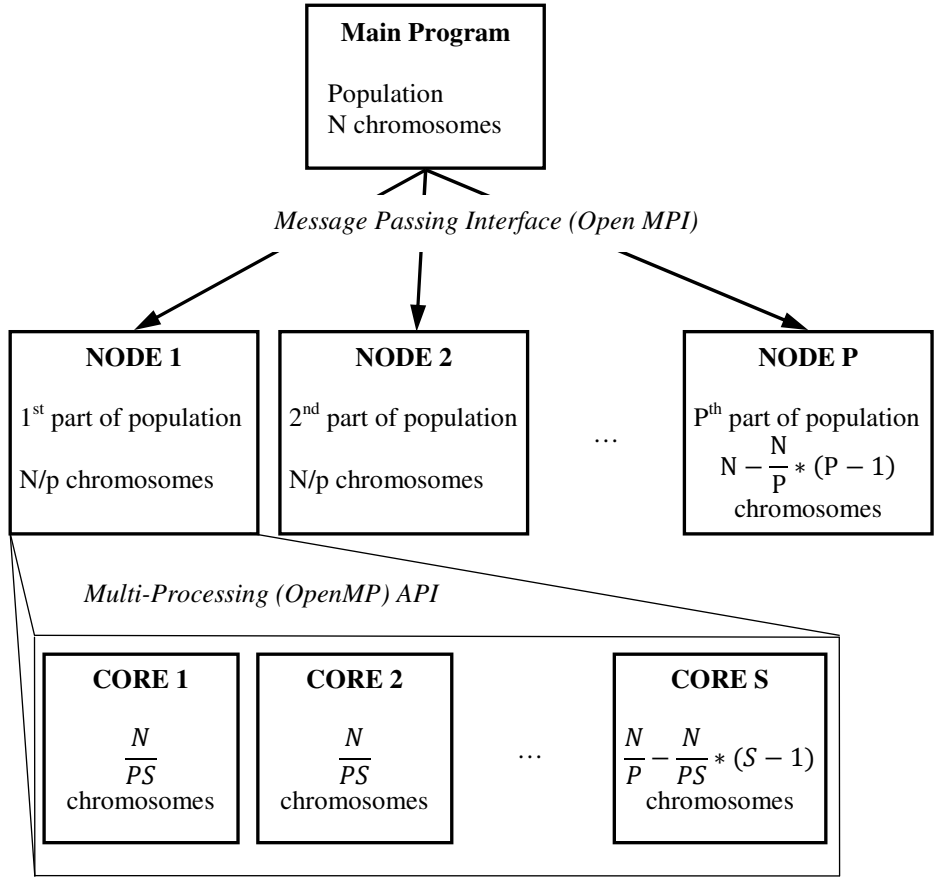 Main Program
Population
N chromosomes
Message Passing Interface (Open MPI)
NODE 1
1st part of population
N/p chromosomes
NODE 2
2nd part of population
N/p chromosomes
...
NODE P
Pth part of population
N − N/P ∗ (P − 1)
chromosomes
Multi-Processing (OpenMP) API
CORE 1
N/PS
chromosomes
CORE 2
N/PS
chromosomes
...
CORE S
N/P − N/PS ∗ (S − 1)
chromosomes